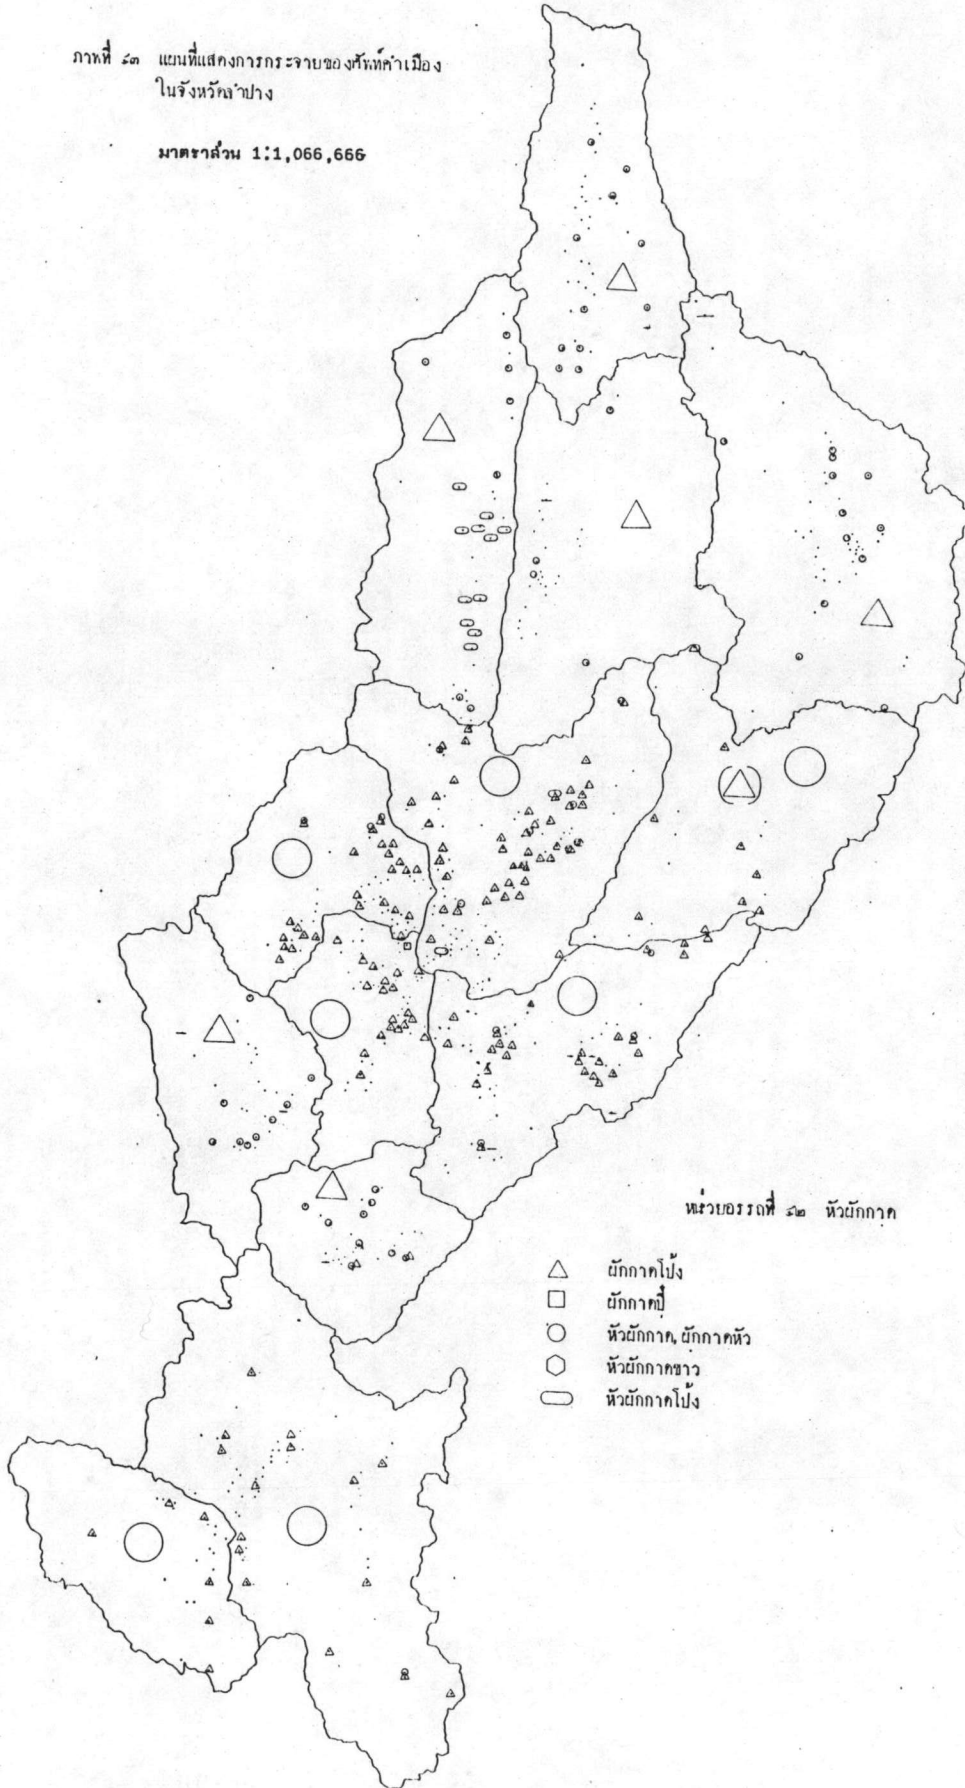 ภาพที่ ๔๓ แผนที่แสดงการกระจายของศัพท์คำเมือง
ในจังหวัดลำปาง
มาตราส่วน 1:1,066,666
หน่วยอรรถที่ ๔๒ หัวผักกาด
ผักกาดโป้ง
ผักกาดปี๋
หัวผักกาด, ผักกาดหัว
หัวผักกาดขาว
หัวผักกาดโป้ง